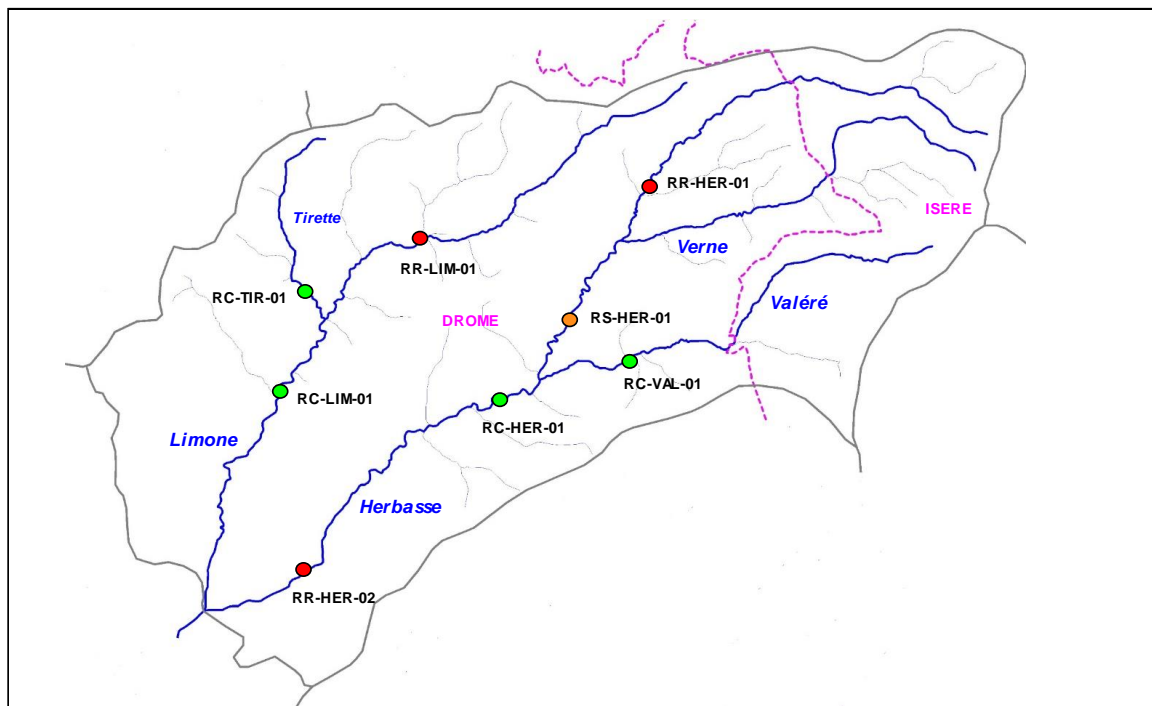 RR-HER-01
ISERE
Tirette
RR-LIM-01
Verne
RC-TIR-01
Valéré
DROME
RS-HER-01
RC-VAL-01
RC-LIM-01
RC-HER-01
Limone
Herbasse
RR-HER-02